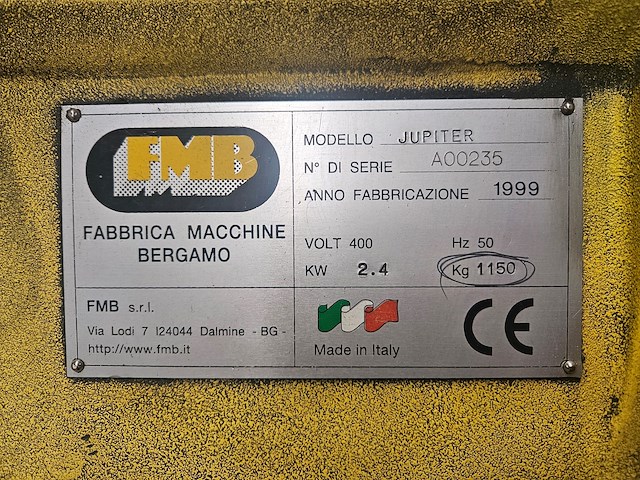 FMB
FABBRICA MACCHINE
BERGAMO
MODELLO JUPITER
N° DI SERIE A00235
ANNO FABBRICAZIONE 1999
VOLT 400 Hz 50
KW 2.4 Kg 1150
FMB s.r.l.
Via Lodi 7 I24044 Dalmine - BG -
http://www.fmb.it
Made in Italy
CE